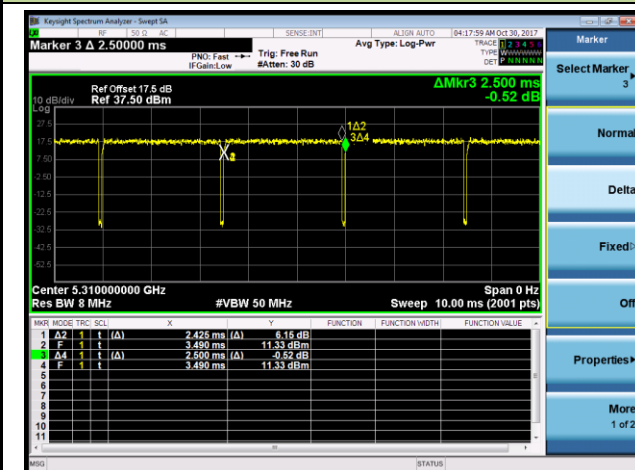 Keysight Spectrum Analyzer - Swept SA
RF 50 Ω AC SENSE:INT ALIGN AUTO 04:17:59 AM Oct 30, 2017
Marker 3 Δ 2.50000 ms
PNO: Fast
IFGain:Low
Trig: Free Run
#Atten: 30 dB
Avg Type: Log-Pwr
TRACE 1 2 3 4 5 6
TYPE WWWWWW
DET P N N N N N
Ref Offset 17.5 dB
10 dB/div Ref 37.50 dBm
Log
ΔMkr3 2.500 ms
-0.52 dB
27.5
17.5
7.50
-2.50
-12.5
-22.5
-32.5
-42.5
-52.5
1Δ2
3Δ4
Center 5.310000000 GHz Span 0 Hz
Res BW 8 MHz #VBW 50 MHz Sweep 10.00 ms (2001 pts)
MKR MODE TRC SCL X Y FUNCTION FUNCTION WIDTH FUNCTION VALUE
1 Δ2 1 t (Δ) 2.425 ms (Δ) 6.15 dB
2 F 1 t 3.490 ms 11.33 dBm
3 Δ4 1 t (Δ) 2.500 ms (Δ) -0.52 dB
4 F 1 t 3.490 ms 11.33 dBm
5
6
7
8
9
10
11
MSG STATUS
Marker
Select Marker
3
Normal
Delta
Fixed
Off
Properties
More
1 of 2